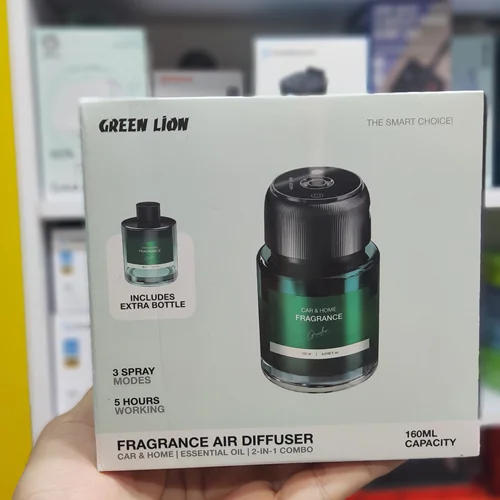 GREEN LION
THE SMART CHOICE!
CAR & HOME
FRAGRANCE
FRAGRANCE
INCLUDES
EXTRA BOTTLE
3 SPRAY
MODES
5 HOURS
WORKING
FRAGRANCE AIR DIFFUSER
CAR & HOME | ESSENTIAL OIL | 2-IN-1 COMBO
160ML
CAPACITY